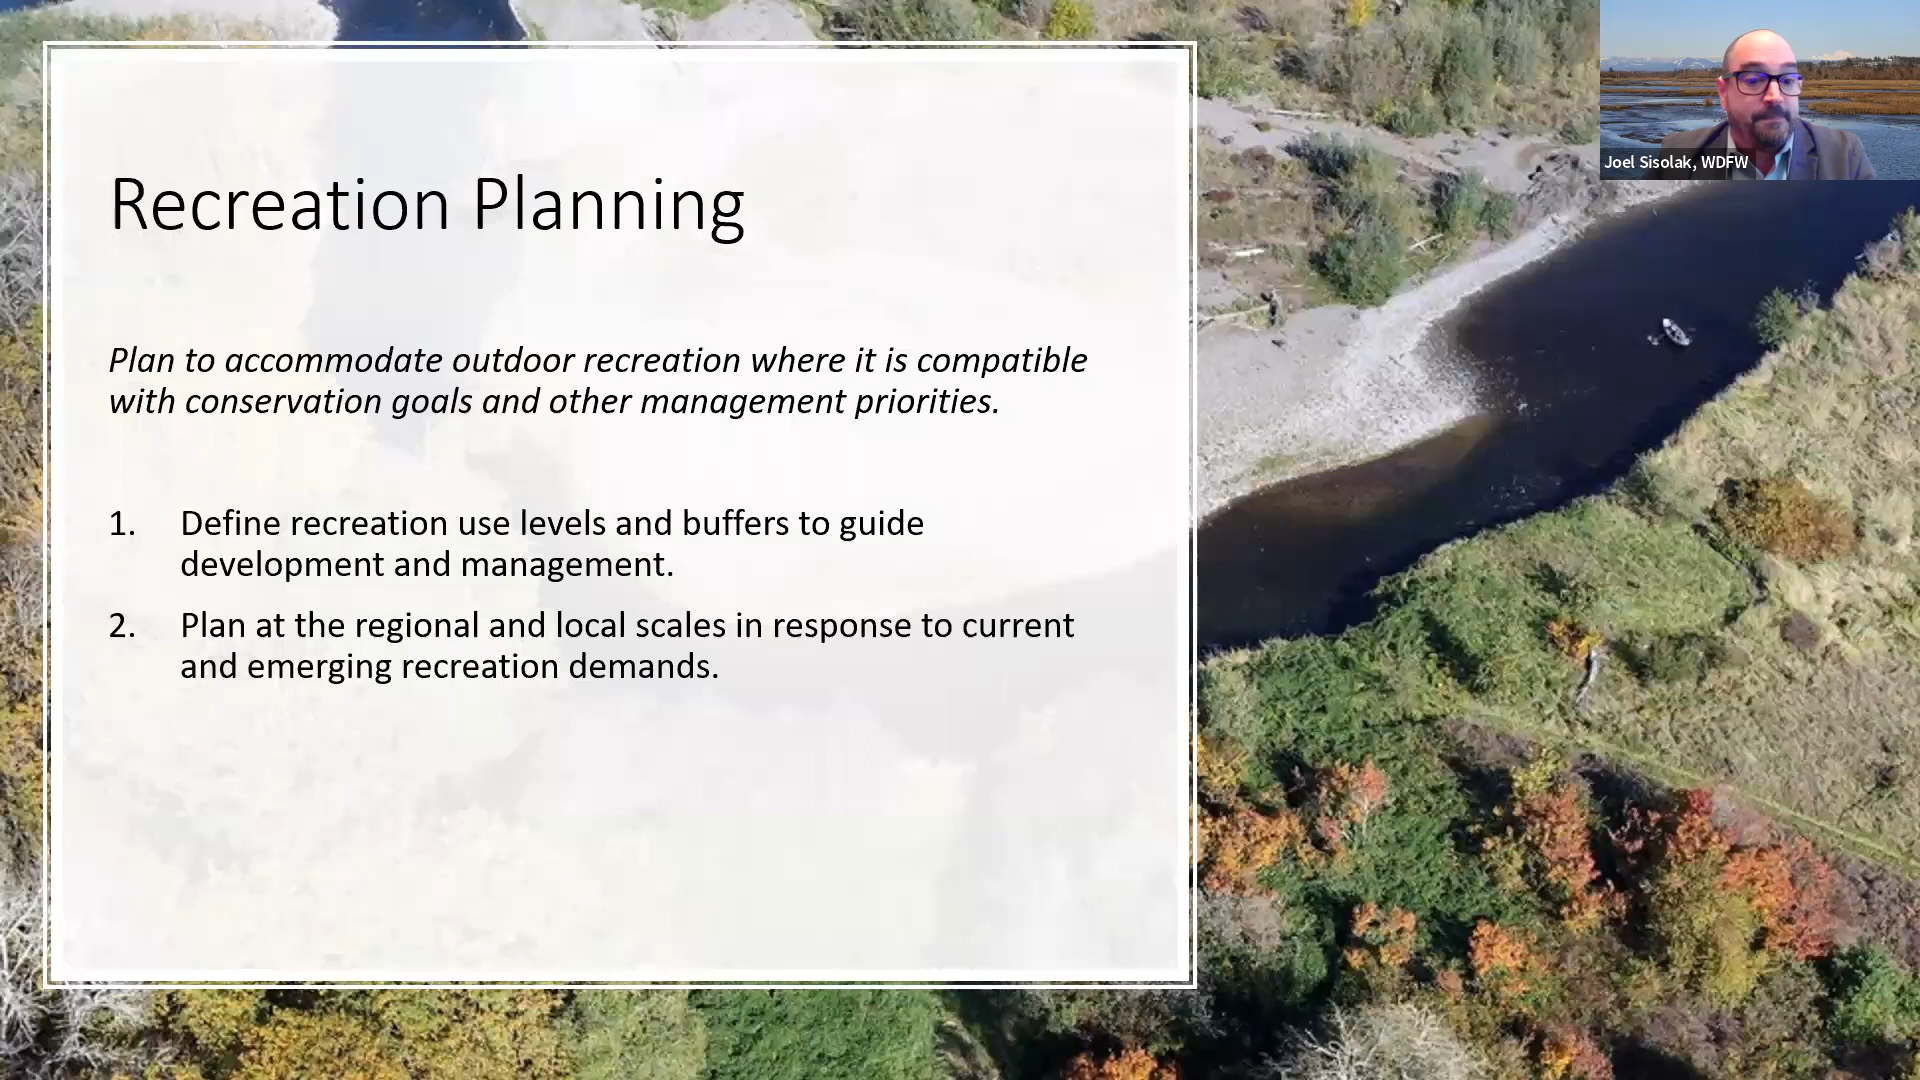 Joel Sisolak, WDFW
Recreation Planning
Plan to accommodate outdoor recreation where it is compatible
with conservation goals and other management priorities.
1. Define recreation use levels and buffers to guide
development and management.
2. Plan at the regional and local scales in response to current
and emerging recreation demands.